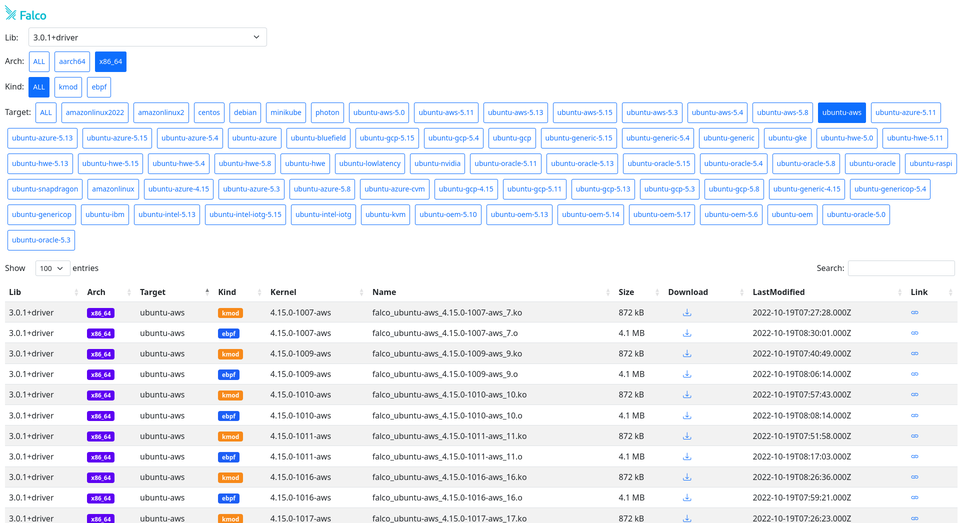 Falco
Lib: 3.0.1+driver
Arch: ALL aarch64 x86_64
Kind: ALL kmod ebpf
Target: ALL amazonlinux2022 amazonlinux2 centos debian minikube photon ubuntu-aws-5.0 ubuntu-aws-5.11 ubuntu-aws-5.13 ubuntu-aws-5.15 ubuntu-aws-5.3 ubuntu-aws-5.4 ubuntu-aws-5.8 ubuntu-aws ubuntu-azure-5.11
ubuntu-azure-5.13 ubuntu-azure-5.15 ubuntu-azure-5.4 ubuntu-azure ubuntu-bluefield ubuntu-gcp-5.15 ubuntu-gcp-5.4 ubuntu-gcp ubuntu-generic-5.15 ubuntu-generic-5.4 ubuntu-generic ubuntu-gke ubuntu-hwe-5.0 ubuntu-hwe-5.11
ubuntu-hwe-5.13 ubuntu-hwe-5.15 ubuntu-hwe-5.4 ubuntu-hwe-5.8 ubuntu-hwe ubuntu-lowlatency ubuntu-nvidia ubuntu-oracle-5.11 ubuntu-oracle-5.13 ubuntu-oracle-5.15 ubuntu-oracle-5.4 ubuntu-oracle-5.8 ubuntu-oracle ubuntu-raspi
ubuntu-snapdragon amazonlinux ubuntu-azure-4.15 ubuntu-azure-5.3 ubuntu-azure-5.8 ubuntu-azure-cvm ubuntu-gcp-4.15 ubuntu-gcp-5.11 ubuntu-gcp-5.13 ubuntu-gcp-5.3 ubuntu-gcp-5.8 ubuntu-generic-4.15 ubuntu-genericop-5.4
ubuntu-genericop ubuntu-ibm ubuntu-intel-5.13 ubuntu-intel-iotg-5.15 ubuntu-intel-iotg ubuntu-kvm ubuntu-oem-5.10 ubuntu-oem-5.13 ubuntu-oem-5.14 ubuntu-oem-5.17 ubuntu-oem-5.6 ubuntu-oem ubuntu-oracle-5.0
ubuntu-oracle-5.3
Show 100 entries Search:
Lib Arch Target Kind Kernel Name Size Download LastModified Link
3.0.1+driver x86_64 ubuntu-aws kmod 4.15.0-1007-aws falco_ubuntu-aws_4.15.0-1007-aws_7.ko 872 kB 2022-10-19T07:27:28.000Z
3.0.1+driver x86_64 ubuntu-aws ebpf 4.15.0-1007-aws falco_ubuntu-aws_4.15.0-1007-aws_7.o 4.1 MB 2022-10-19T08:30:01.000Z
3.0.1+driver x86_64 ubuntu-aws kmod 4.15.0-1009-aws falco_ubuntu-aws_4.15.0-1009-aws_9.ko 872 kB 2022-10-19T07:40:49.000Z
3.0.1+driver x86_64 ubuntu-aws ebpf 4.15.0-1009-aws falco_ubuntu-aws_4.15.0-1009-aws_9.o 4.1 MB 2022-10-19T08:06:14.000Z
3.0.1+driver x86_64 ubuntu-aws kmod 4.15.0-1010-aws falco_ubuntu-aws_4.15.0-1010-aws_10.ko 872 kB 2022-10-19T07:57:43.000Z
3.0.1+driver x86_64 ubuntu-aws ebpf 4.15.0-1010-aws falco_ubuntu-aws_4.15.0-1010-aws_10.o 4.1 MB 2022-10-19T08:08:14.000Z
3.0.1+driver x86_64 ubuntu-aws kmod 4.15.0-1011-aws falco_ubuntu-aws_4.15.0-1011-aws_11.ko 872 kB 2022-10-19T07:51:58.000Z
3.0.1+driver x86_64 ubuntu-aws ebpf 4.15.0-1011-aws falco_ubuntu-aws_4.15.0-1011-aws_11.o 4.1 MB 2022-10-19T08:17:03.000Z
3.0.1+driver x86_64 ubuntu-aws kmod 4.15.0-1016-aws falco_ubuntu-aws_4.15.0-1016-aws_16.ko 872 kB 2022-10-19T08:26:36.000Z
3.0.1+driver x86_64 ubuntu-aws ebpf 4.15.0-1016-aws falco_ubuntu-aws_4.15.0-1016-aws_16.o 4.1 MB 2022-10-19T07:59:21.000Z
3.0.1+driver x86_64 ubuntu-aws kmod 4.15.0-1017-aws falco_ubuntu-aws_4.15.0-1017-aws_17.ko 872 kB 2022-10-19T07:26:23.000Z